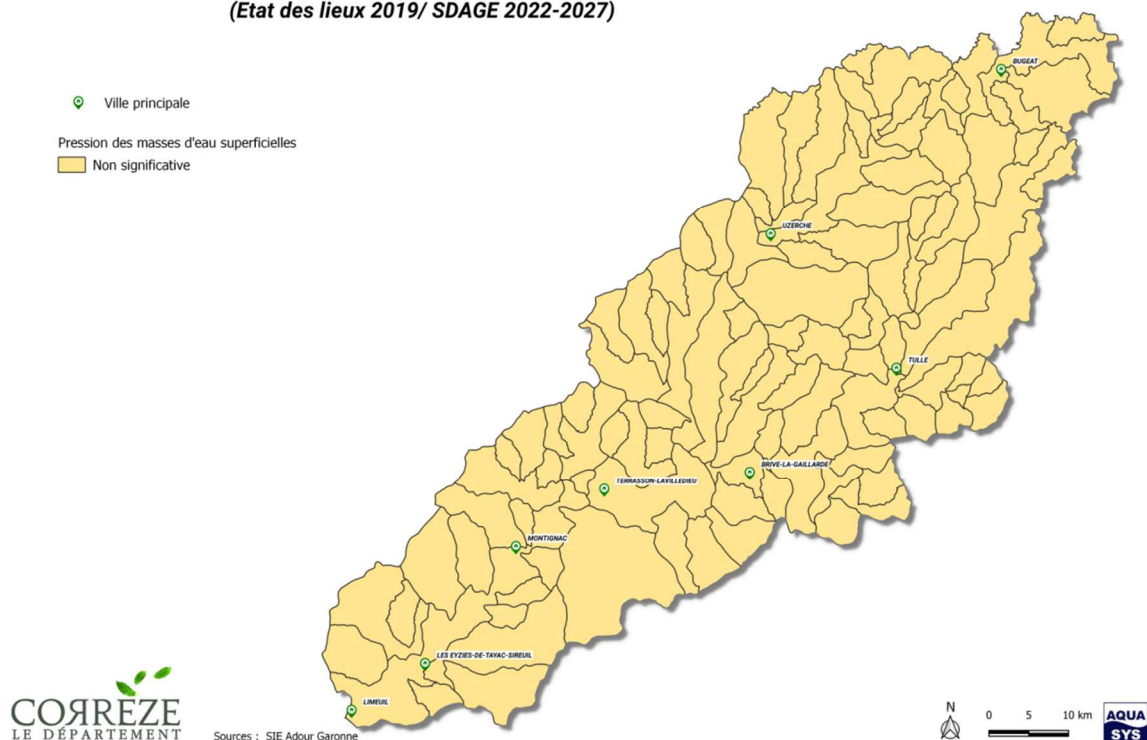 (Etat des lieux 2019/ SDAGE 2022-2027)
Ville principale
Pression des masses d'eau superficielles
Non significative
BUGEAT
UZERCHE
TULLE
BRIVE-LA-GAILLARDE
TERRASSON-LAVILLEDIEU
MONTIGNAC
LES EYZIES-DE-TAYAC-SIREUIL
LIMEUIL
CORRÈZE
LE DÉPARTEMENT
Sources : SIE Adour Garonne
N
0 5 10 km
AQUA
SYS